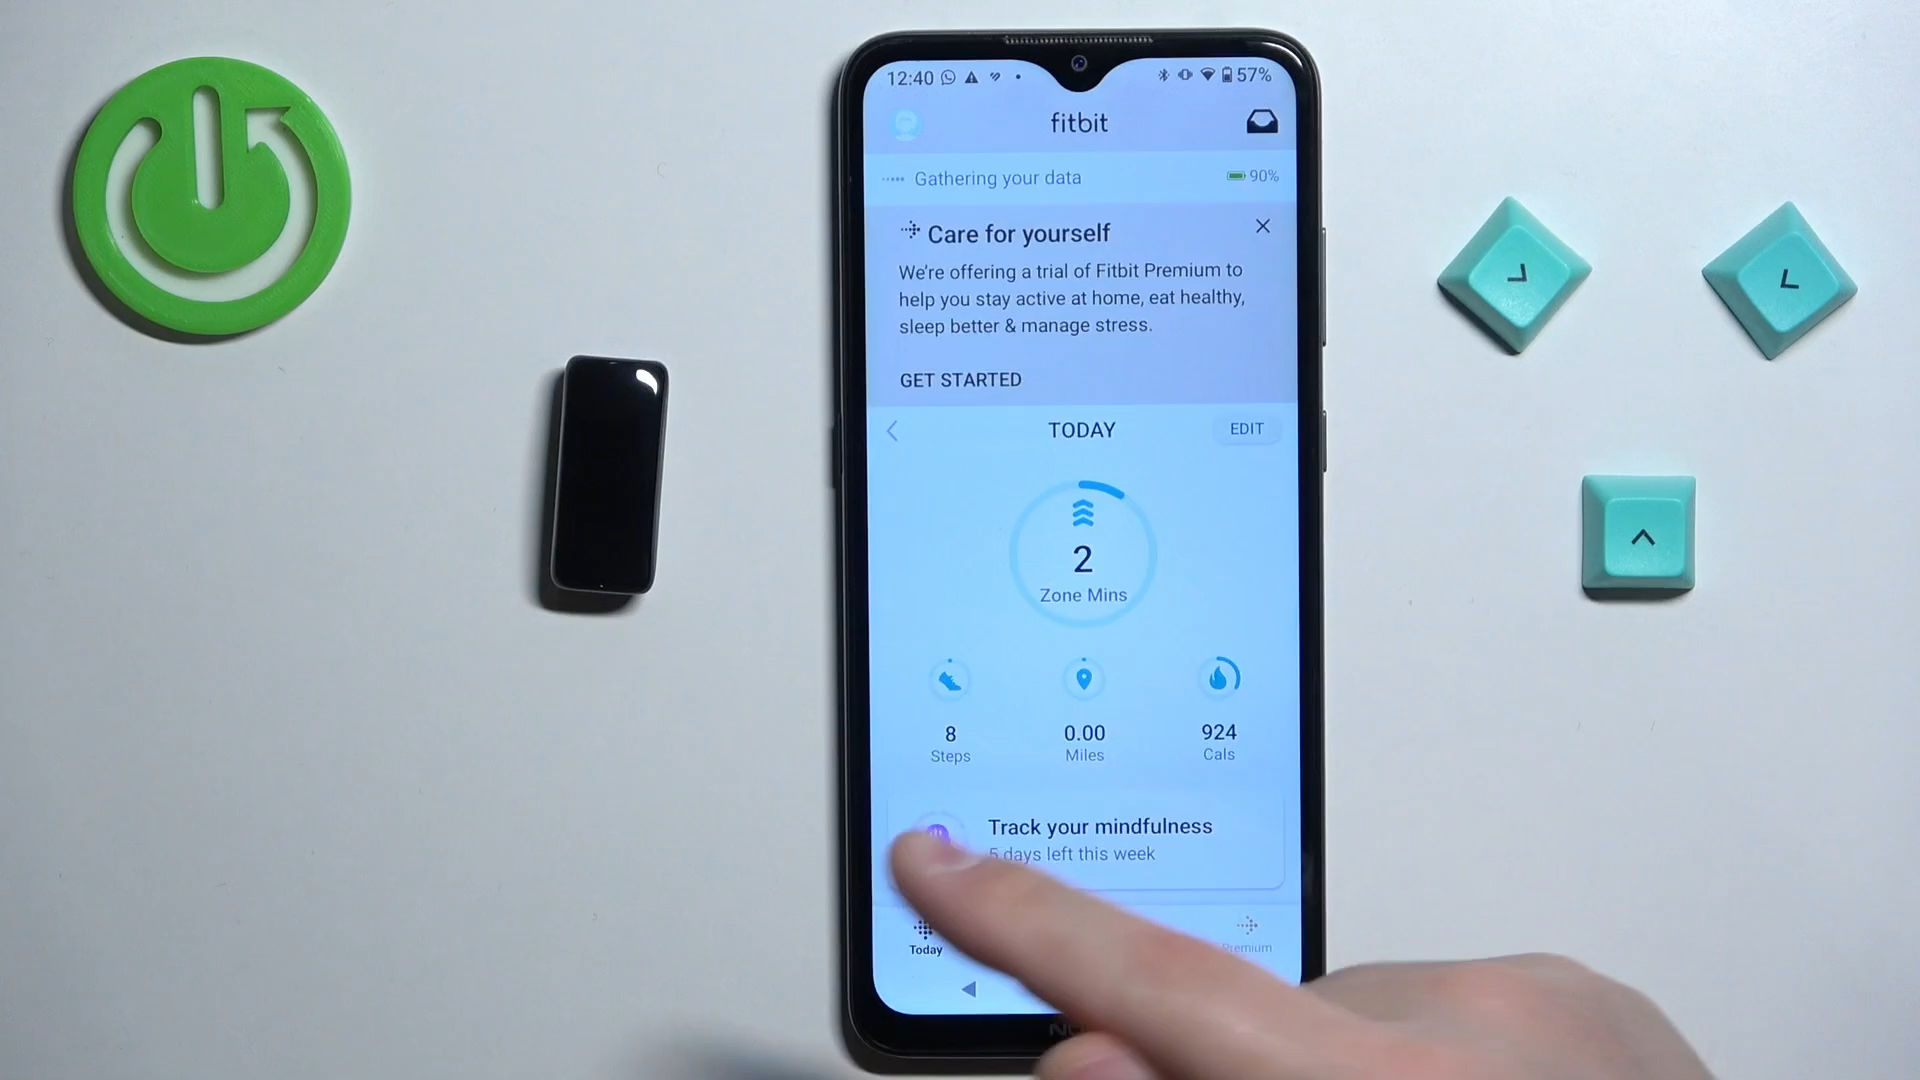 12:40
57%
fitbit
Gathering your data
90%
Care for yourself
We're offering a trial of Fitbit Premium to
help you stay active at home, eat healthy,
sleep better & manage stress.
GET STARTED
TODAY
EDIT
2
Zone Mins
8
Steps
0.00
Miles
924
Cals
Track your mindfulness
5 days left this week
Today
Premium